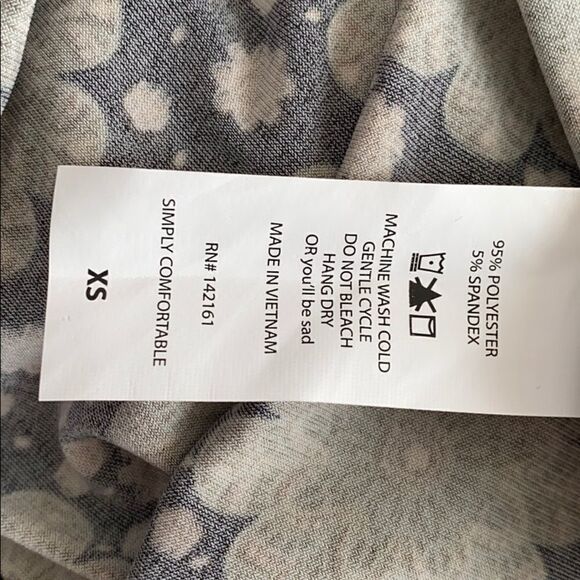 95% POLYESTER
5% SPANDEX
MACHINE WASH COLD
GENTLE CYCLE
DO NOT BLEACH
HANG DRY
OR you'll be sad
MADE IN VIETNAM
RN# 142161
SIMPLY COMFORTABLE
XS